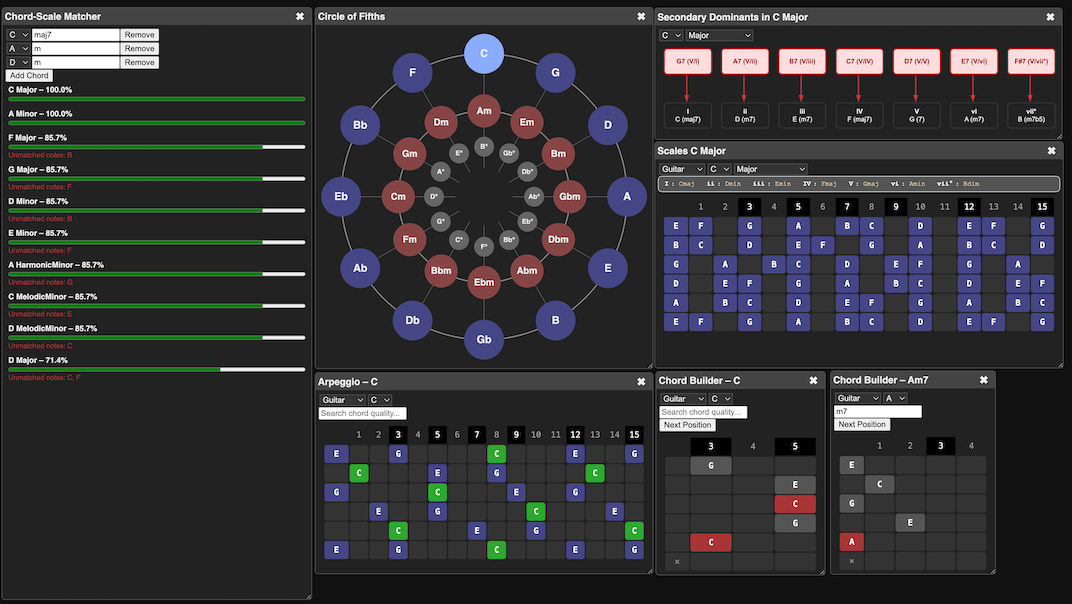 Chord-Scale Matcher ✖
C maj7 Remove
A m Remove
D m Remove
Add Chord
C Major – 100.0%
A Minor – 100.0%
F Major – 85.7%
Unmatched notes: B
G Major – 85.7%
Unmatched notes: F
D Minor – 85.7%
Unmatched notes: B
E Minor – 85.7%
Unmatched notes: F
A HarmonicMinor – 85.7%
Unmatched notes: G
C MelodicMinor – 85.7%
Unmatched notes: E
D MelodicMinor – 85.7%
Unmatched notes: C
D Major – 71.4%
Unmatched notes: C, F
Circle of Fifths ✖
C
F G
Bb D
Eb A
Ab E
Db B
Gb
Am
Dm Em
Gm Bm
Cm Gbm
Fm Dbm
Bbm Abm
Ebm
B°
E° Gb°
A° Db°
D° Ab°
G° Eb°
C° Bb°
F°
Secondary Dominants in C Major ✖
C Major
G7 (V/I) A7 (V/ii) B7 (V/iii) C7 (V/IV) D7 (V/V) E7 (V/vi) F#7 (V/vii°)
I ii iii IV V vi vii°
C (maj7) D (m7) E (m7) F (maj7) G (7) A (m7) B (m7b5)
Scales C Major ✖
Guitar C Major
I: Cmaj ii: Dmin iii: Emin IV: Fmaj V: Gmaj vi: Amin vii°: Bdim
1 2 3 4 5 6 7 8 9 10 11 12 13 14 15
E F G A B C D E F G
B C D E F G A B C D
G A B C D E F G A
D E F G A B C D E F
A B C D E F G A B C
E F G A B C D E F G
Arpeggio – C ✖
Guitar C
Search chord quality...
1 2 3 4 5 6 7 8 9 10 11 12 13 14 15
E G C E G
C E G C
G C E G
E G C E
C E G C
E G C E G
Chord Builder – C ✖
Guitar C
Search chord quality...
Next Position
3 4 5
G
E
C
G
C
×
Chord Builder – Am7 ✖
Guitar A
m7
Next Position
1 2 3 4
E
C
G
E
A
×